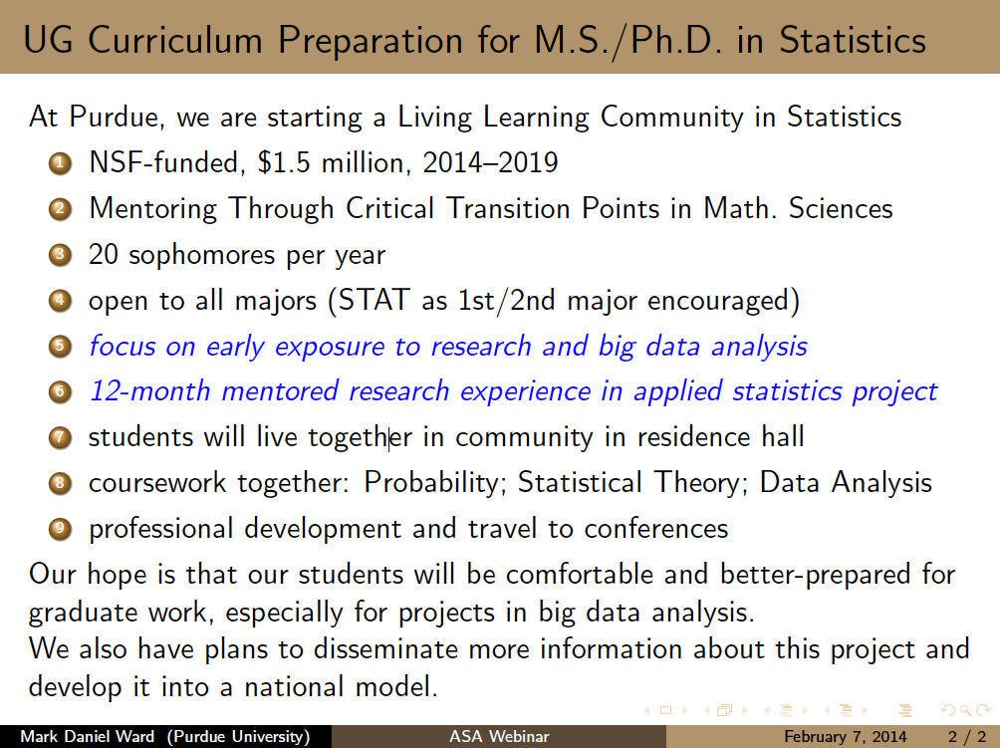 UG Curriculum Preparation for M.S./Ph.D. in Statistics
At Purdue, we are starting a Living Learning Community in Statistics
1 NSF-funded, $1.5 million, 2014–2019
2 Mentoring Through Critical Transition Points in Math. Sciences
3 20 sophomores per year
4 open to all majors (STAT as 1st/2nd major encouraged)
5 focus on early exposure to research and big data analysis
6 12-month mentored research experience in applied statistics project
7 students will live together in community in residence hall
8 coursework together: Probability; Statistical Theory; Data Analysis
9 professional development and travel to conferences
Our hope is that our students will be comfortable and better-prepared for
graduate work, especially for projects in big data analysis.
We also have plans to disseminate more information about this project and
develop it into a national model.
Mark Daniel Ward (Purdue University) ASA Webinar February 7, 2014 2 / 2